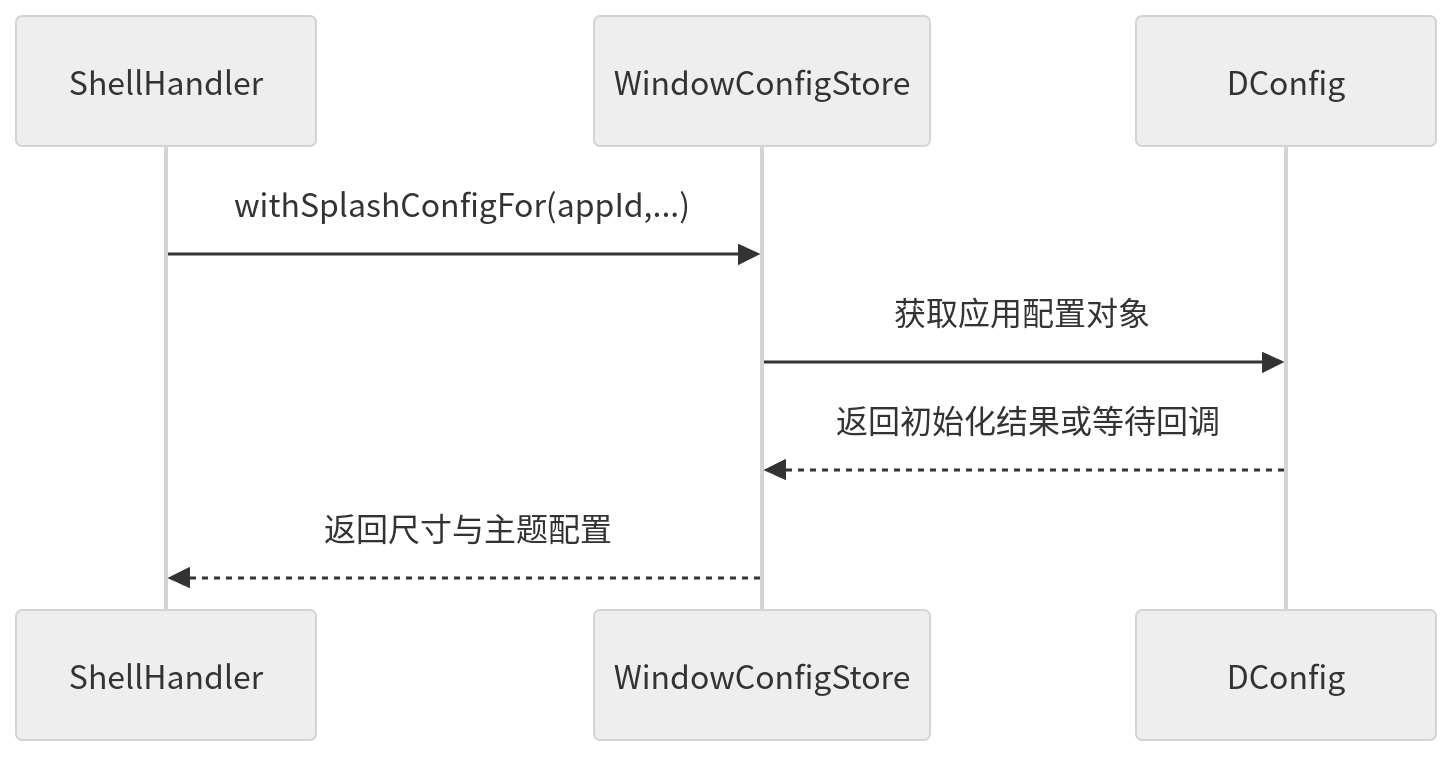 ShellHandler
WindowConfigStore
DConfig
withSplashConfigFor(appId,...)
获取应用配置对象
返回初始化结果或等待回调
返回尺寸与主题配置
ShellHandler
WindowConfigStore
DConfig